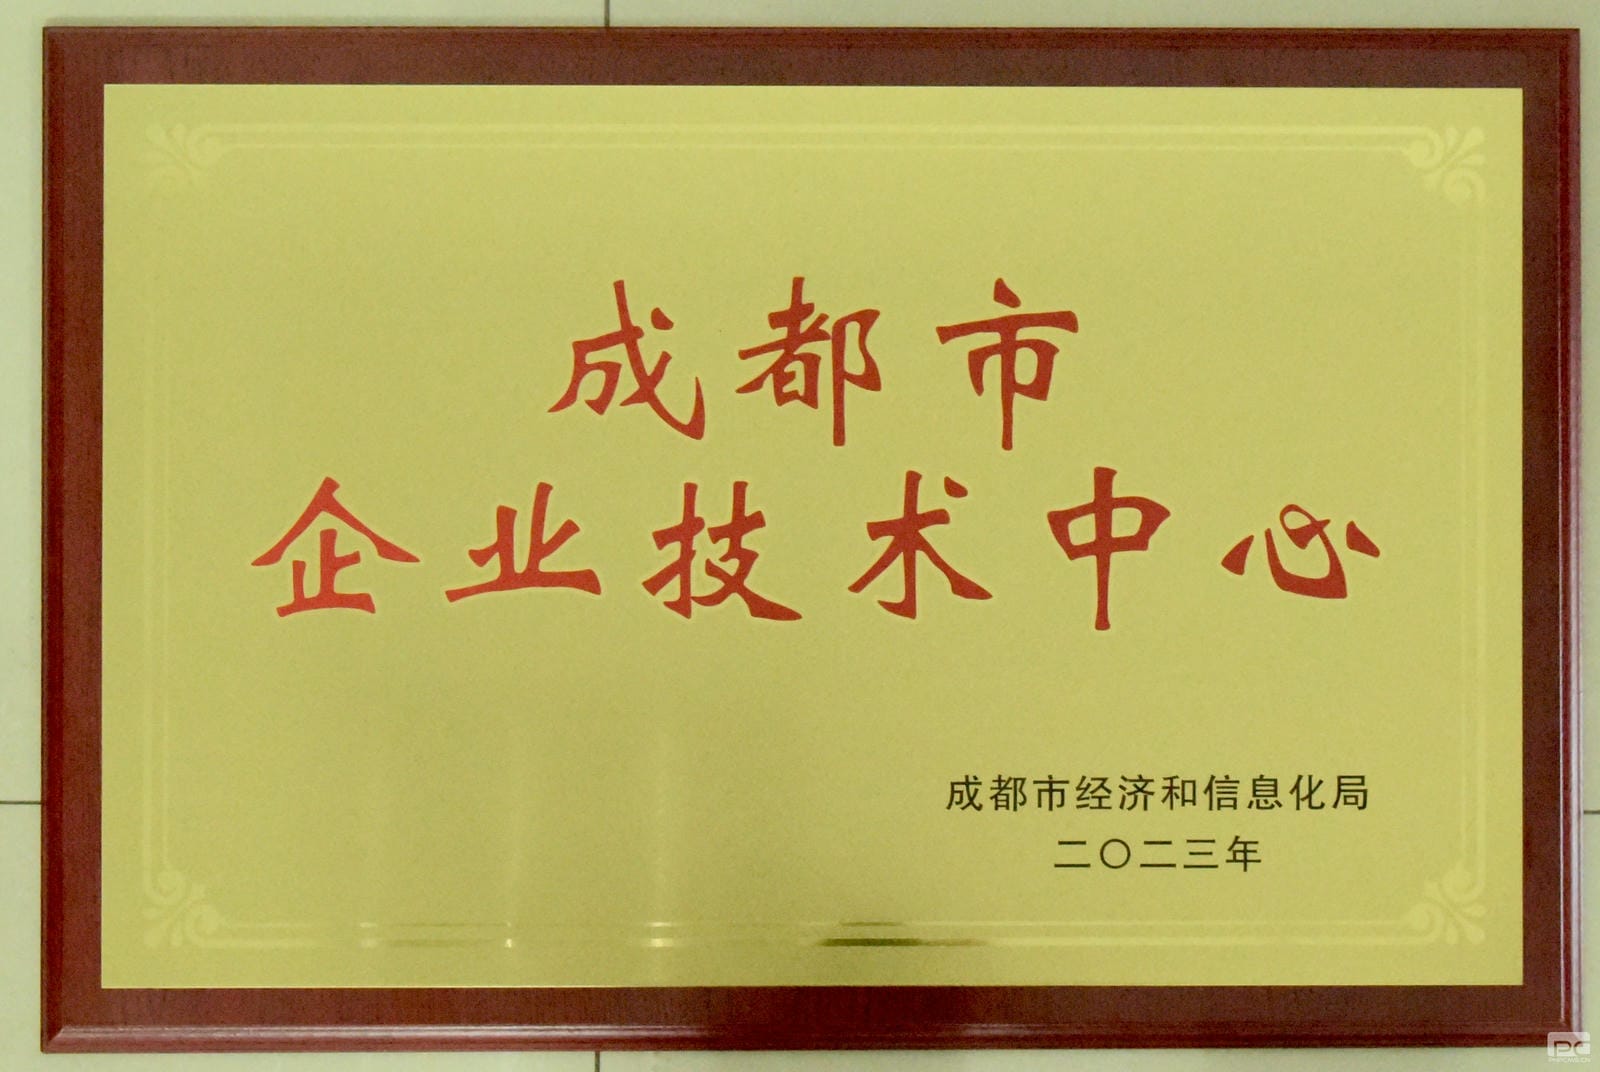 成都市
企业技术中心
成都市经济和信息化局
二〇二三年